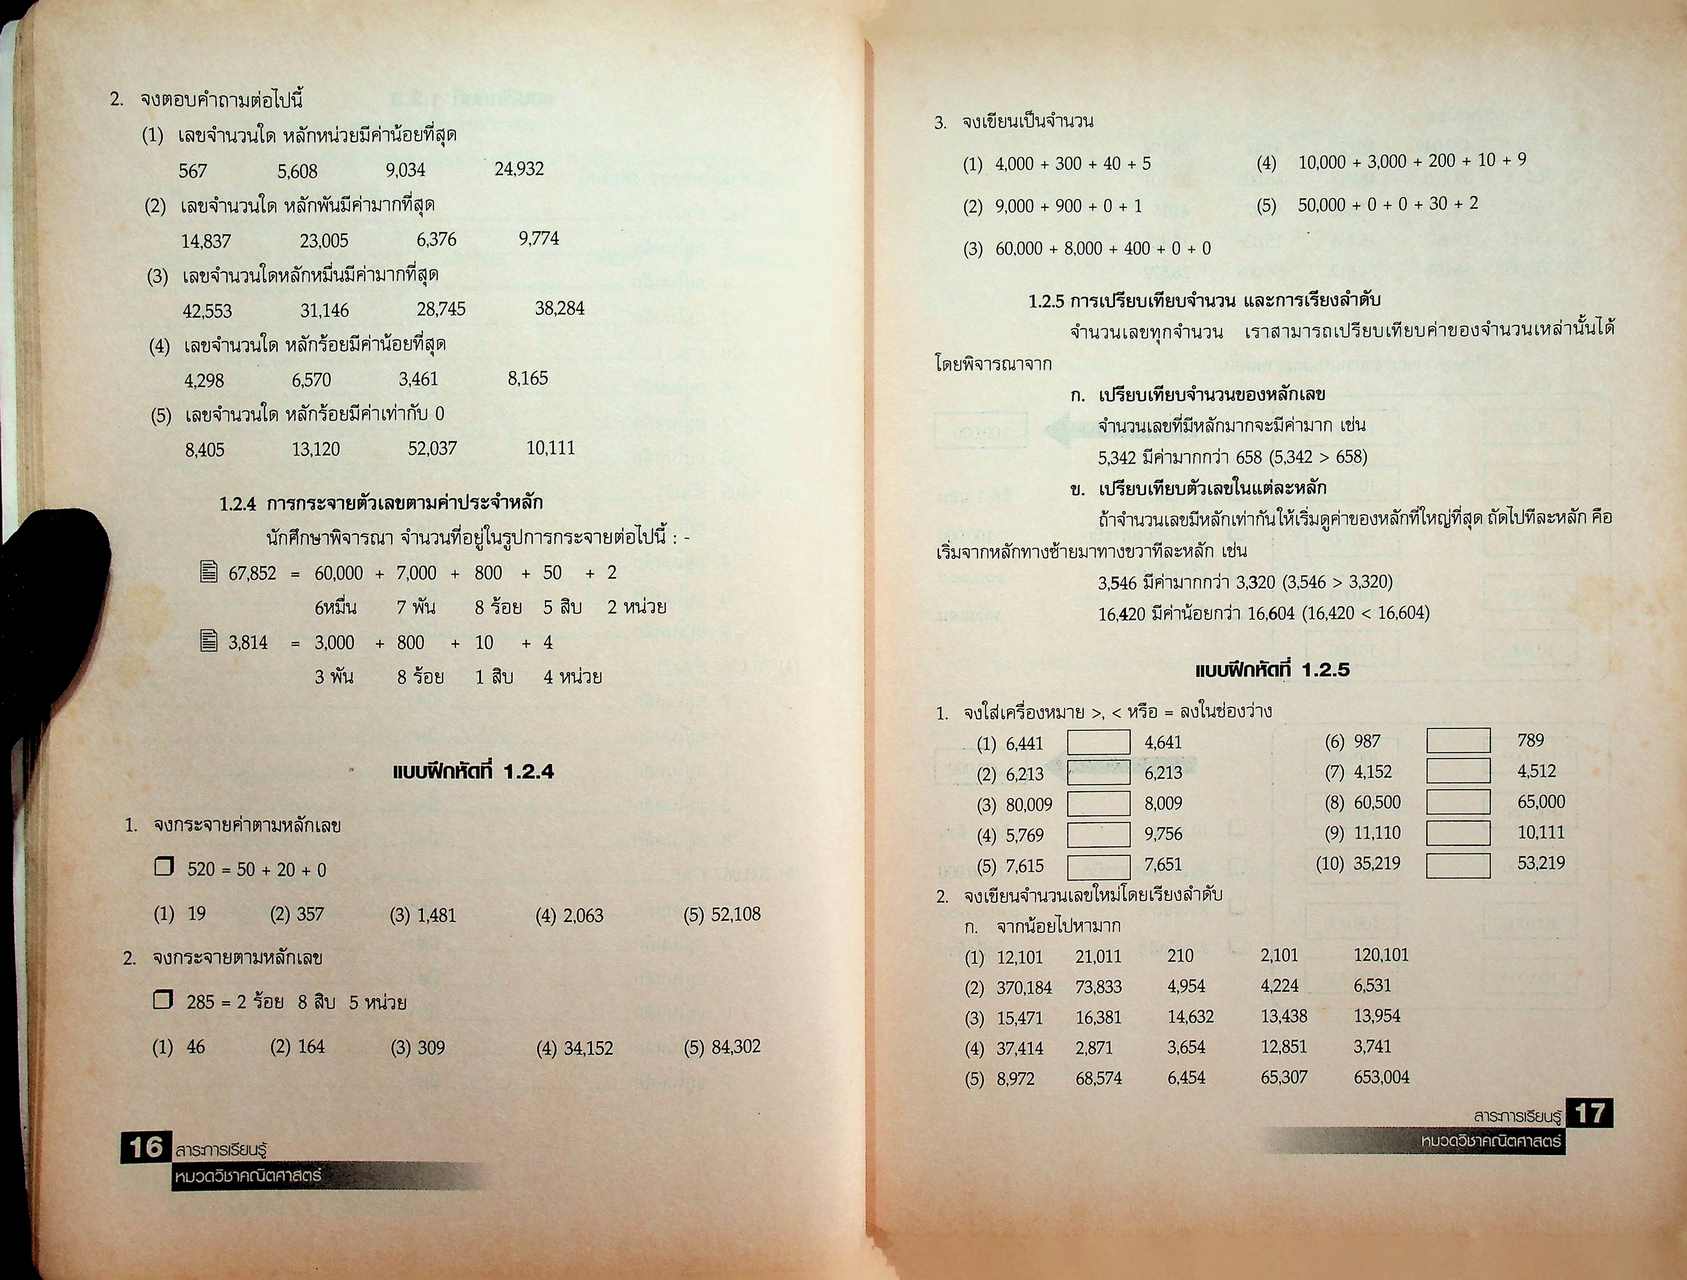 2. จงตอบคำถามต่อไปนี้
(1) เลขจำนวนใด หลักหน่วยมีค่าน้อยที่สุด
567 5,608 9,034 24,932
(2) เลขจำนวนใด หลักพันมีค่ามากที่สุด
14,837 23,005 6,376 9,774
(3) เลขจำนวนใดหลักหมื่นมีค่ามากที่สุด
42,553 31,146 28,745 38,284
(4) เลขจำนวนใด หลักร้อยมีค่าน้อยที่สุด
4,298 6,570 3,461 8,165
(5) เลขจำนวนใด หลักร้อยมีค่าเท่ากับ 0
8,405 13,120 52,037 10,111
1.2.4 การกระจายตัวเลขตามค่าประจำหลัก
นักศึกษาพิจารณา จำนวนที่อยู่ในรูปการกระจายต่อไปนี้ : -
67,852 = 60,000 + 7,000 + 800 + 50 + 2
6หมื่น 7 พัน 8 ร้อย 5 สิบ 2 หน่วย
3,814 = 3,000 + 800 + 10 + 4
3 พัน 8 ร้อย 1 สิบ 4 หน่วย
แบบฝึกหัดที่ 1.2.4
1. จงกระจายค่าตามหลักเลข
520 = 50 + 20 + 0
(1) 19 (2) 357 (3) 1,481 (4) 2,063 (5) 52,108
2. จงกระจายตามหลักเลข
285 = 2 ร้อย 8 สิบ 5 หน่วย
(1) 46 (2) 164 (3) 309 (4) 34,152 (5) 84,302
16 สาระการเรียนรู้
หมวดวิชาคณิตศาสตร์
3. จงเขียนเป็นจำนวน
(1) 4,000 + 300 + 40 + 5 (4) 10,000 + 3,000 + 200 + 10 + 9
(2) 9,000 + 900 + 0 + 1 (5) 50,000 + 0 + 0 + 30 + 2
(3) 60,000 + 8,000 + 400 + 0 + 0
1.2.5 การเปรียบเทียบจำนวน และการเรียงลำดับ
จำนวนเลขทุกจำนวน เราสามารถเปรียบเทียบค่าของจำนวนเหล่านั้นได้
โดยพิจารณาจาก
ก. เปรียบเทียบจำนวนของหลักเลข
จำนวนเลขที่มีหลักมากจะมีค่ามาก เช่น
5,342 มีค่ามากกว่า 658 (5,342 > 658)
ข. เปรียบเทียบตัวเลขในแต่ละหลัก
ถ้าจำนวนเลขมีหลักเท่ากันให้เริ่มดูค่าของหลักที่ใหญ่ที่สุด ถัดไปทีละหลัก คือ
เริ่มจากหลักทางซ้ายมาทางขวาทีละหลัก เช่น
3,546 มีค่ามากกว่า 3,320 (3,546 > 3,320)
16,420 มีค่าน้อยกว่า 16,604 (16,420 < 16,604)
แบบฝึกหัดที่ 1.2.5
1. จงใส่เครื่องหมาย >, < หรือ = ลงในช่องว่าง
(1) 6,441 4,641 (6) 987 789
(2) 6,213 6,213 (7) 4,152 4,512
(3) 80,009 8,009 (8) 60,500 65,000
(4) 5,769 9,756 (9) 11,110 10,111
(5) 7,615 7,651 (10) 35,219 53,219
2. จงเขียนจำนวนเลขใหม่โดยเรียงลำดับ
ก. จากน้อยไปหามาก
(1) 12,101 21,011 210 2,101 120,101
(2) 370,184 73,833 4,954 4,224 6,531
(3) 15,471 16,381 14,632 13,438 13,954
(4) 37,414 2,871 3,654 12,851 3,741
(5) 8,972 68,574 6,454 65,307 653,004
สาระการเรียนรู้ 17
หมวดวิชาคณิตศาสตร์